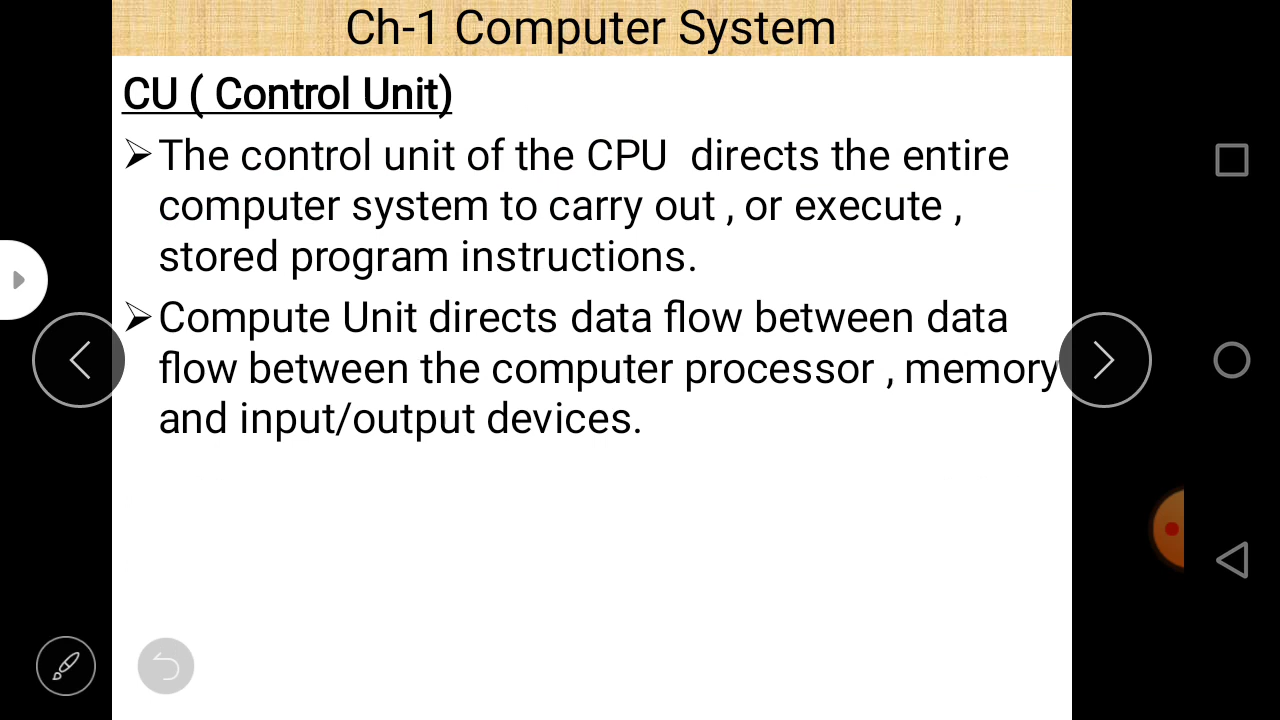 Ch-1 Computer System
CU ( Control Unit)
➢The control unit of the CPU  directs the entire
computer system to carry out , or execute ,
stored program instructions.
➢Compute Unit directs data flow between data
flow between the computer processor , memory
and input/output devices.